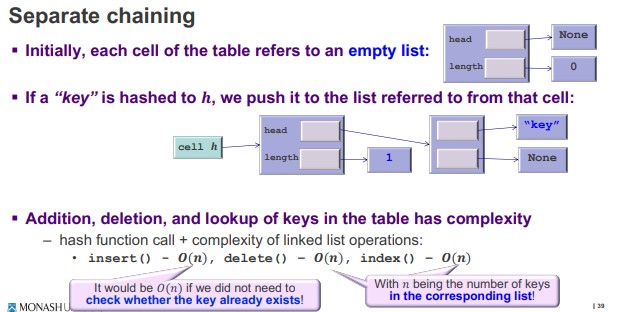 Separate chaining
▪ Initially, each cell of the table refers to an empty list:
head
None
length
0
▪ If a “key” is hashed to h, we push it to the list referred to from that cell:
cell h
head
length
1
“key”
None
▪ Addition, deletion, and lookup of keys in the table has complexity
– hash function call + complexity of linked list operations:
• insert() - O(n), delete() - O(n), index() - O(n)
It would be O(n) if we did not need to
check whether the key already exists!
With n being the number of keys
in the corresponding list!
MONASH U
| 39